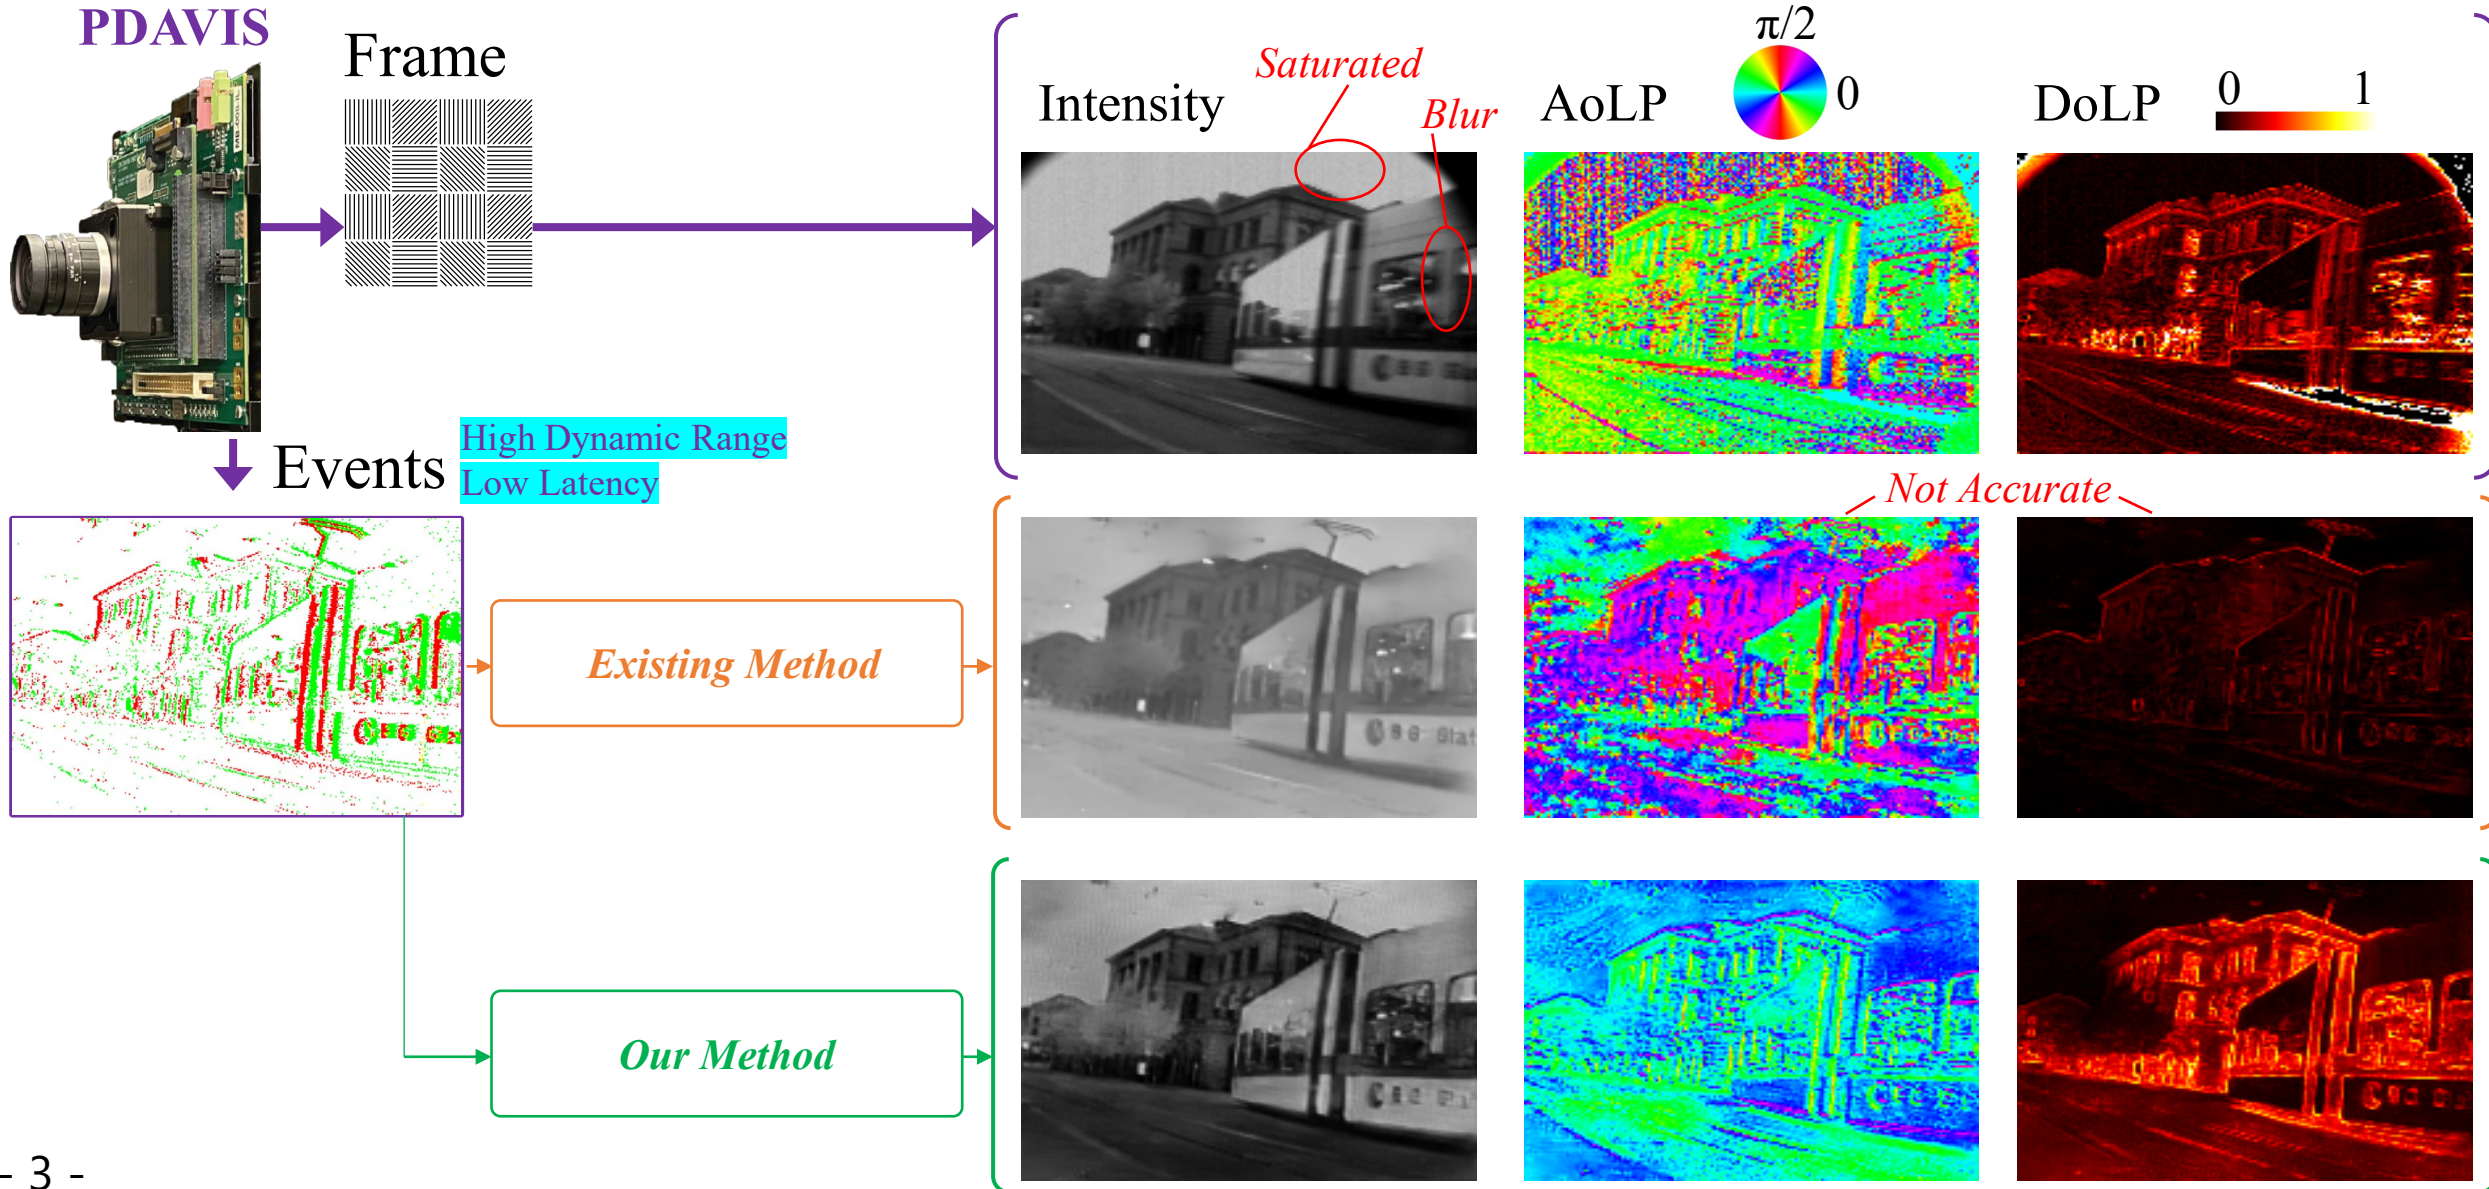 PDAVIS
Frame
Intensity
Saturated
Blur
AoLP
π/2
0
DoLP
0 1
Events
High Dynamic Range
Low Latency
Not Accurate
Existing Method
Our Method
- 3 -